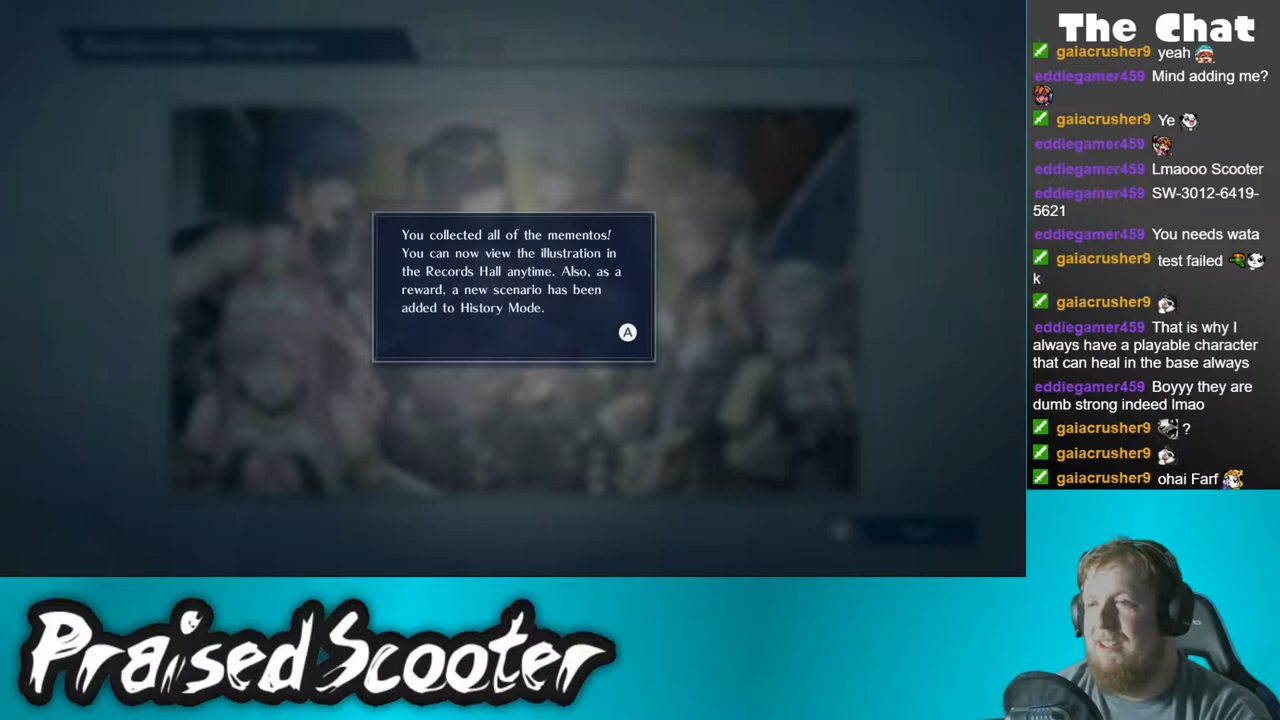 You collected all of the mementos!
You can now view the illustration in
the Records Hall anytime. Also, as a
reward, a new scenario has been
added to History Mode.
A
The Chat
gaiacrusher9 yeah
eddiegamer459 Mind adding me?
gaiacrusher9 Ye
eddiegamer459
eddiegamer459 Lmaooo Scooter
eddiegamer459 SW-3012-6419-
5621
eddiegamer459 You needs wata
gaiacrusher9 test failed
k
gaiacrusher9
eddiegamer459 That is why I
always have a playable character
that can heal in the base always
eddiegamer459 Boyyy they are
dumb strong indeed lmao
gaiacrusher9 ?
gaiacrusher9
gaiacrusher9 ohai Farf
PraisedScooter